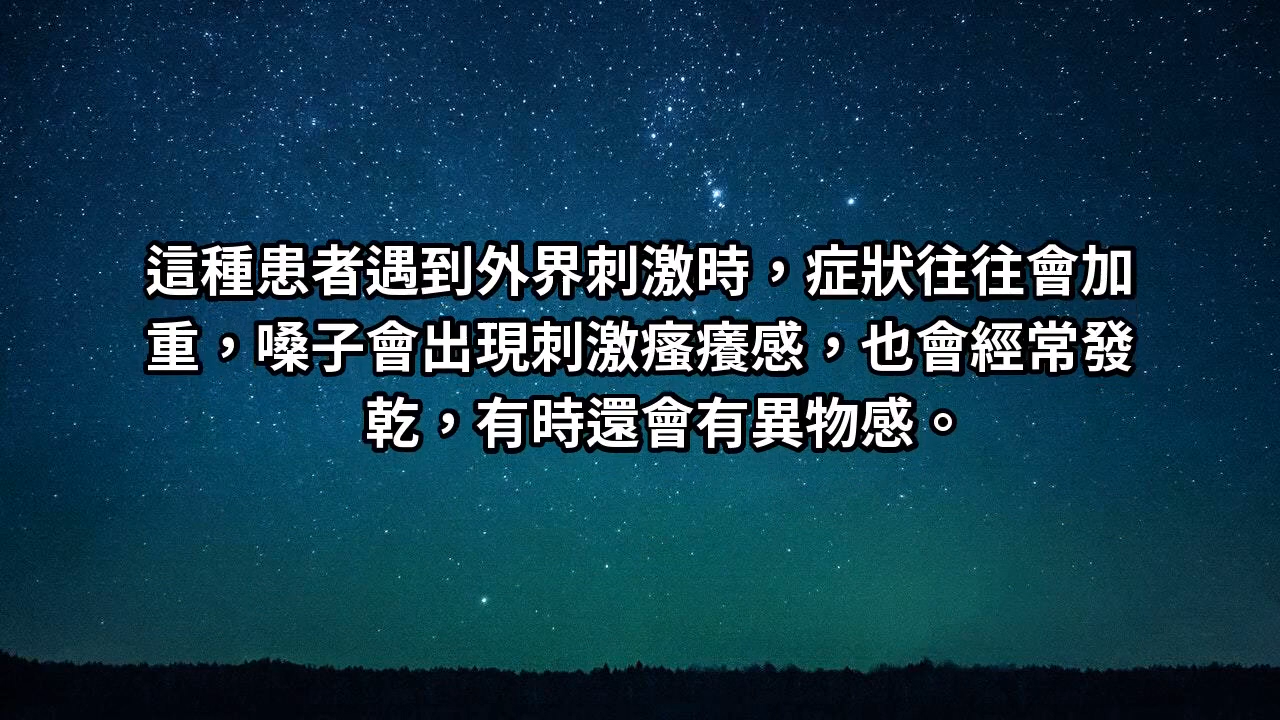 這種患者遇到外界刺激時，症狀往往會加
重，嗓子會出現刺激瘙癢感，也會經常發
乾，有時還會有異物感。